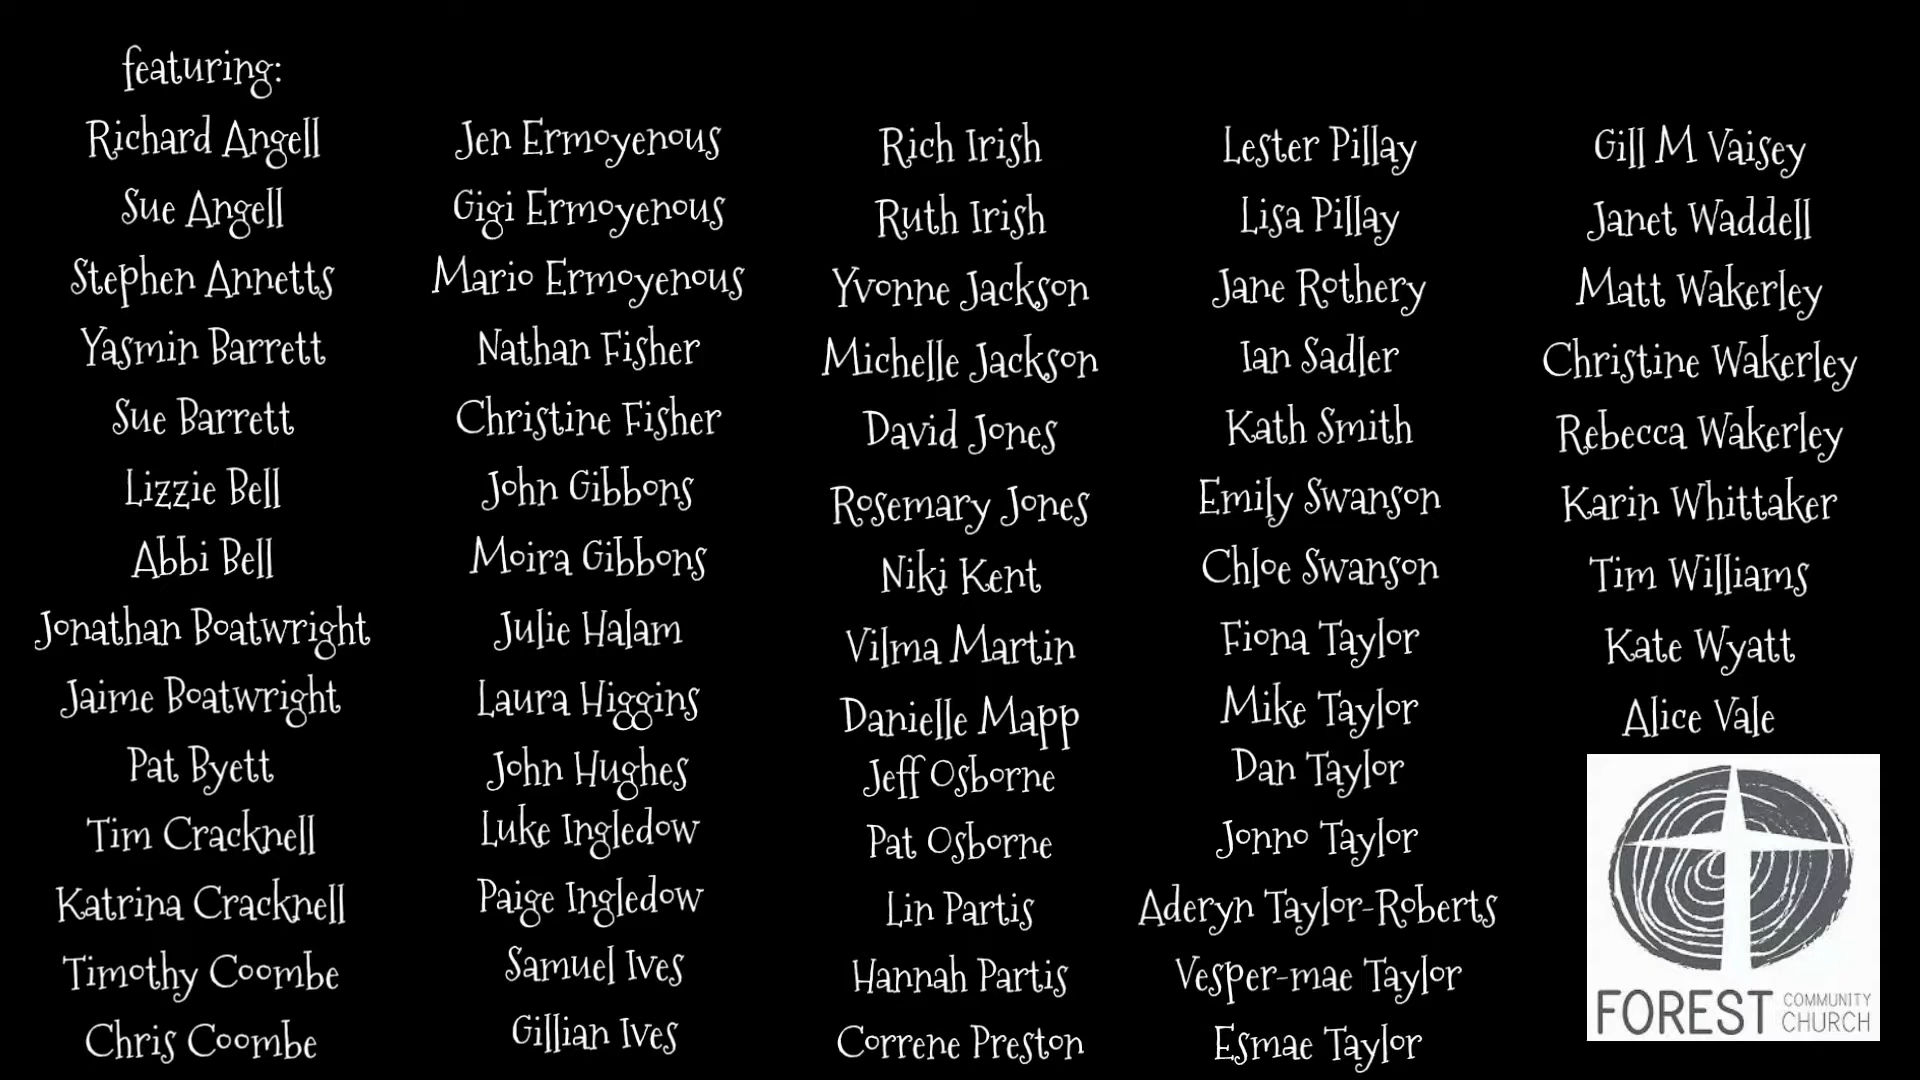 featuring:
Richard Angell
Sue Angell
Stephen Annetts
Yasmin Barrett
Sue Barrett
Lizzie Bell
Abbi Bell
Jonathan Boatwright
Jaime Boatwright
Pat Byett
Tim Cracknell
Katrina Cracknell
Timothy Coombe
Chris Coombe
Jen Ermoyenous
Gigi Ermoyenous
Mario Ermoyenous
Nathan Fisher
Christine Fisher
John Gibbons
Moira Gibbons
Julie Halam
Laura Higgins
John Hughes
Luke Ingledow
Paige Ingledow
Samuel Ives
Gillian Ives
Rich Irish
Ruth Irish
Yvonne Jackson
Michelle Jackson
David Jones
Rosemary Jones
Niki Kent
Vilma Martin
Danielle Mapp
Jeff Osborne
Pat Osborne
Lin Partis
Hannah Partis
Correne Preston
Lester Pillay
Lisa Pillay
Jane Rothery
Ian Sadler
Kath Smith
Emily Swanson
Chloe Swanson
Fiona Taylor
Mike Taylor
Dan Taylor
Jonno Taylor
Aderyn Taylor-Roberts
Vesper-mae Taylor
Esmae Taylor
Gill M Vaisey
Janet Waddell
Matt Wakerley
Christine Wakerley
Rebecca Wakerley
Karin Whittaker
Tim Williams
Kate Wyatt
Alice Vale
FOREST COMMUNITY
CHURCH